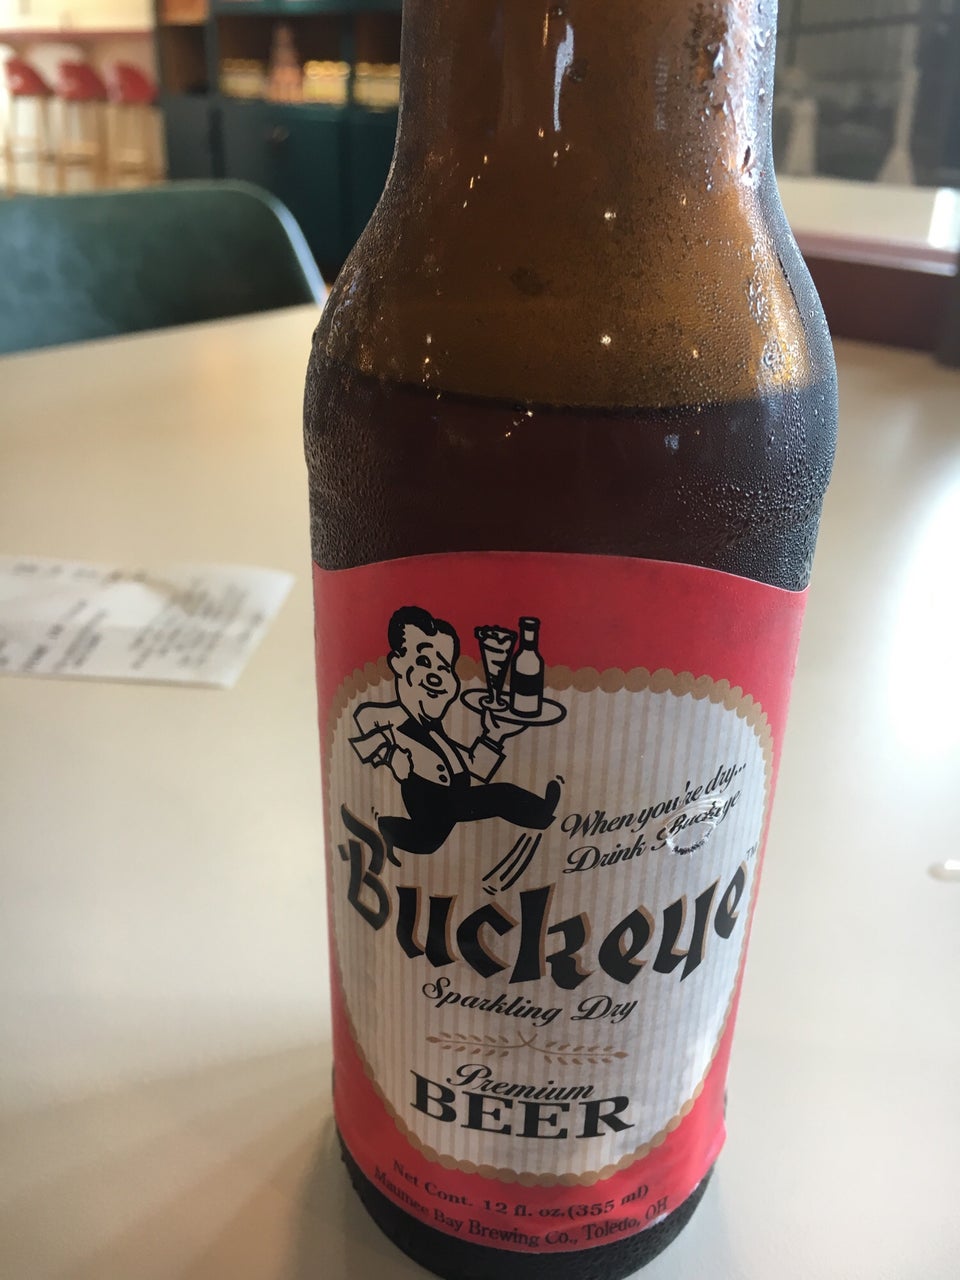 When you're dry...
Drink Buckeye
Buckeye™
Sparkling Dry
Premium
BEER
Net Cont. 12 fl. oz. (355 ml)
Maumee Bay Brewing Co., Toledo, OH